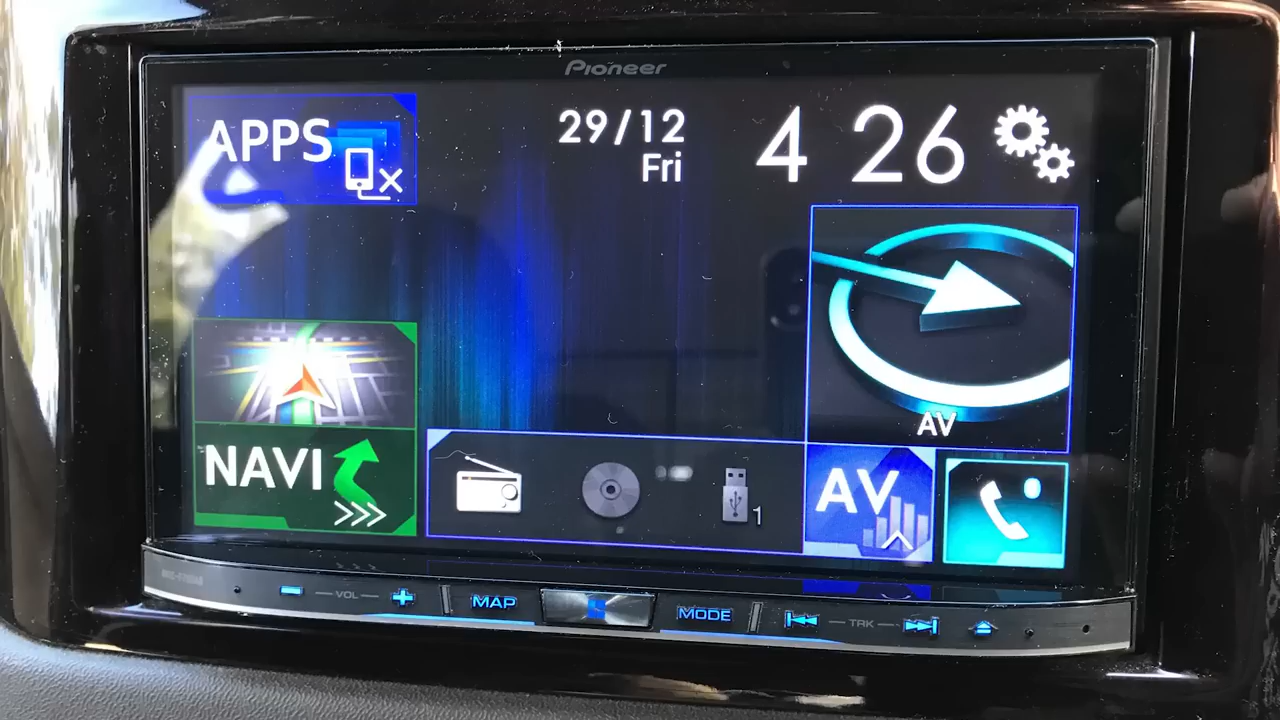 Pioneer
APPS
29/12
Fri
4 26
AV
NAVI
1
AV
VOL
MAP
MODE
TRK